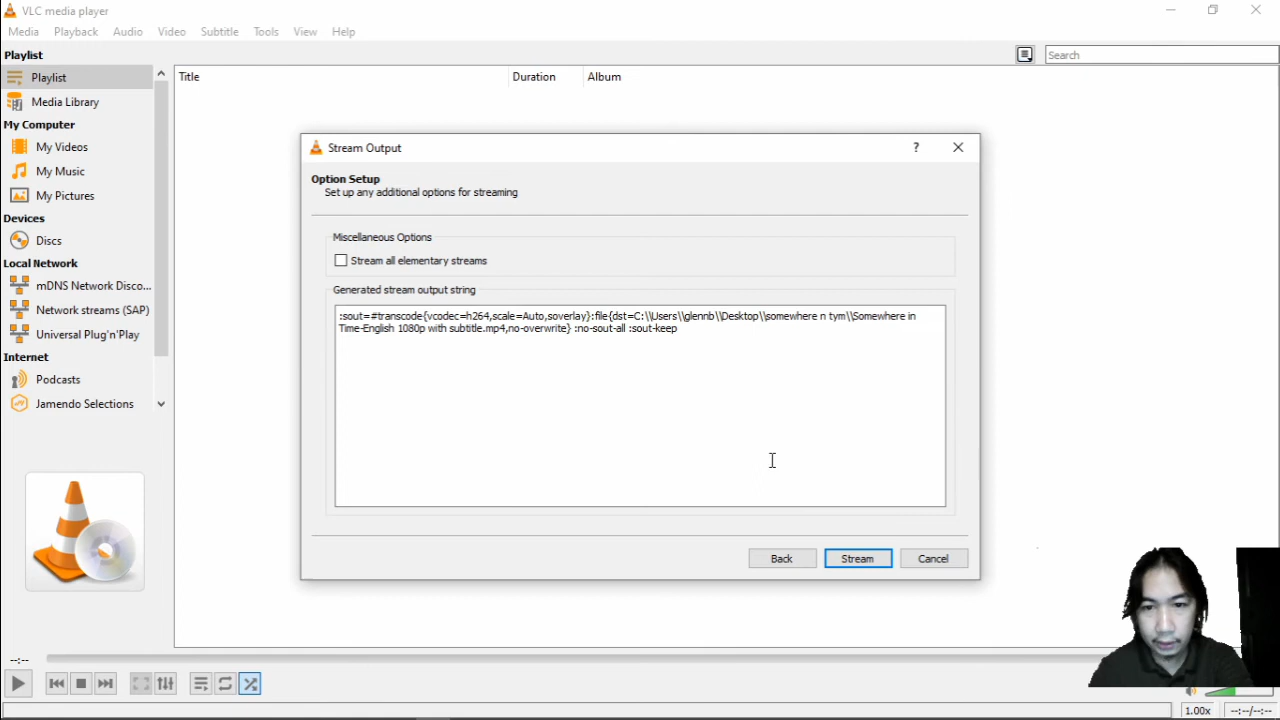 VLC media player
Media Playback Audio Video Subtitle Tools View Help
Playlist
Search
Playlist
Title Duration Album
Media Library
My Computer
My Videos
My Music
My Pictures
Devices
Discs
Local Network
mDNS Network Disco...
Network streams (SAP)
Universal Plug'n'Play
Internet
Podcasts
Jamendo Selections
Stream Output
?
Option Setup
Set up any additional options for streaming
Miscellaneous Options
Stream all elementary streams
Generated stream output string
:sout=#transcode{vcodec=h264,scale=Auto,soverlay}:file{dst=C:\\Users\\glennb\\Desktop\\somewhere n tym\\Somewhere in
Time-English 1080p with subtitle.mp4,no-overwrite} :no-sout-all :sout-keep
Back Stream Cancel
--:--
1.00x --:--/--:--